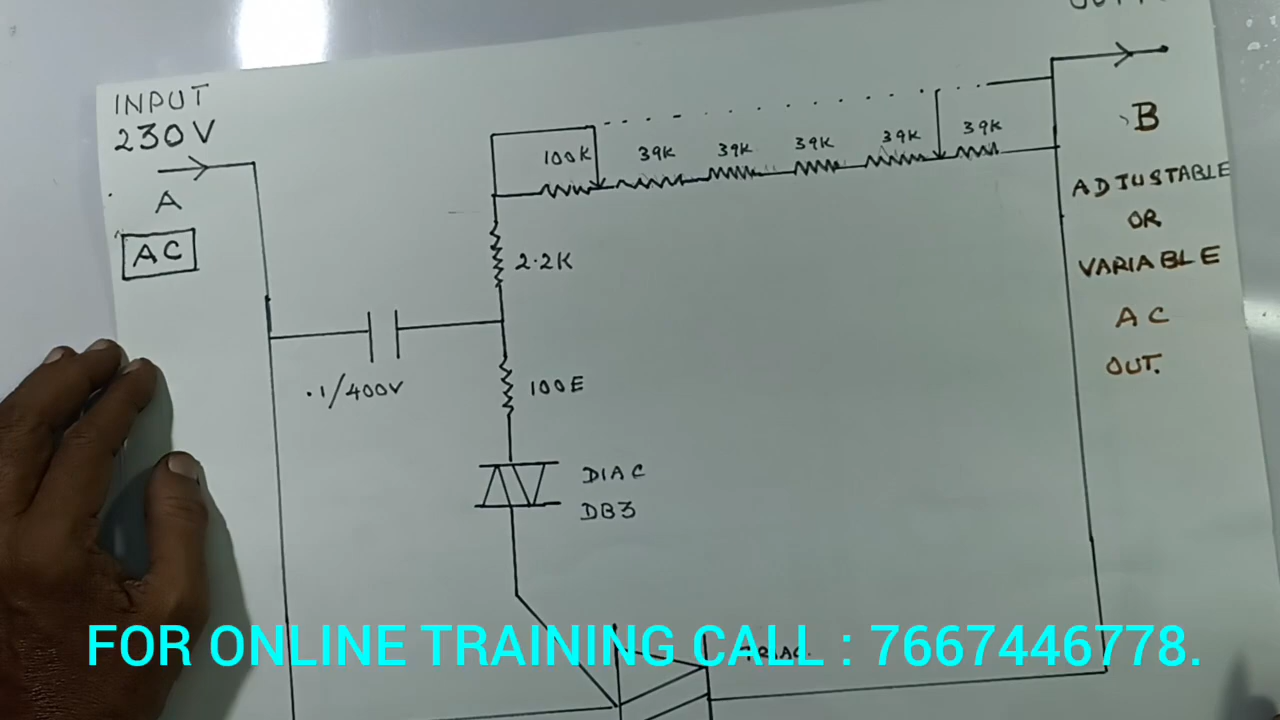 INPUT
230V
A
AC
100K
39K
39K
39K
39K
39K
B
ADJUSTABLE
OR
VARIABLE
AC
OUT.
2.2K
.1/400V
100E
DIAC
DB3
TRIAC.
FOR ONLINE TRAINING CALL : 7667446778.